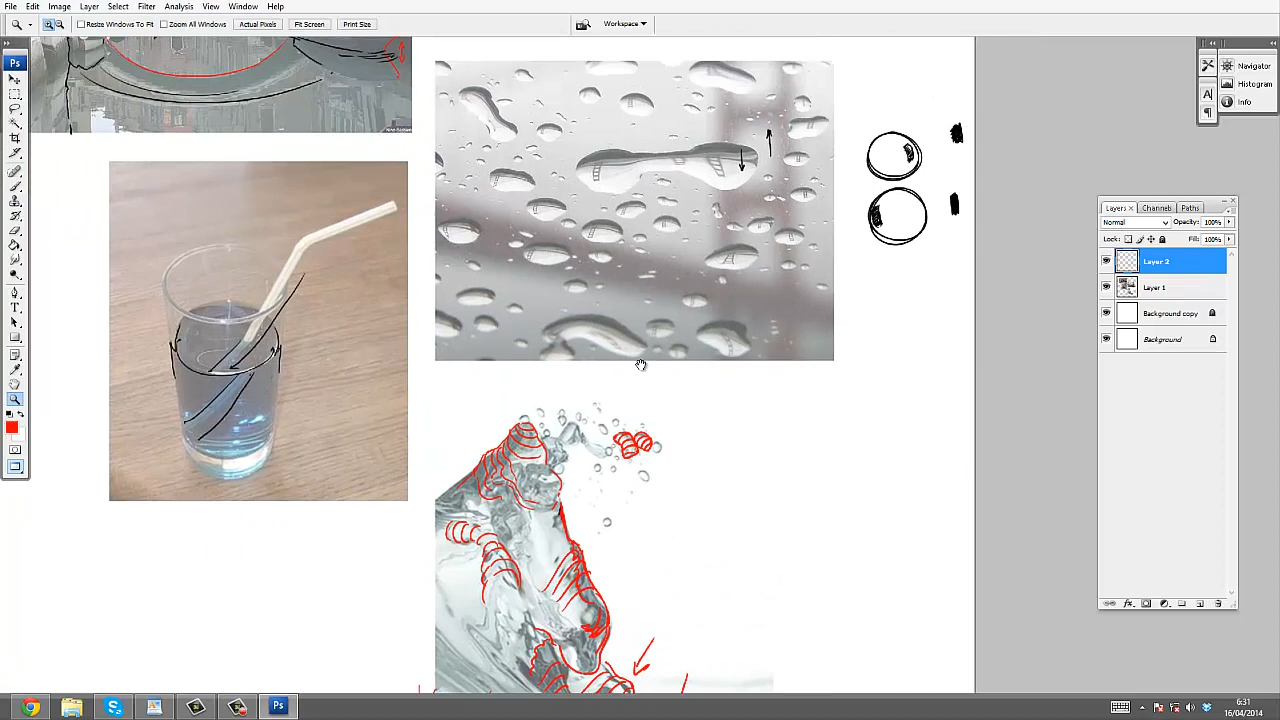 File Edit Image Layer Select Filter Analysis View Window Help
Resize Windows To Fit Zoom All Windows Actual Pixels Fit Screen Print Size Workspace
Ps
Navigator
Histogram
Info
Layers Channels Paths
Normal Opacity: 100%
Lock: Fill: 100%
Layer 2
Layer 1
Background copy
Background
Ps
6:31
16/04/2014